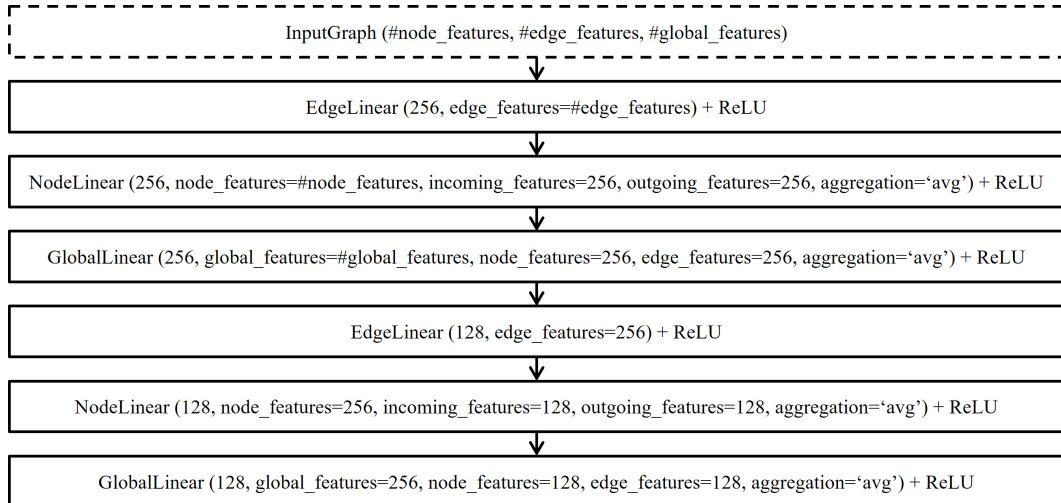 InputGraph (#node_features, #edge_features, #global_features)
EdgeLinear (256, edge_features=#edge_features) + ReLU
NodeLinear (256, node_features=#node_features, incoming_features=256, outgoing_features=256, aggregation=‘avg’) + ReLU
GlobalLinear (256, global_features=#global_features, node_features=256, edge_features=256, aggregation=‘avg’) + ReLU
EdgeLinear (128, edge_features=256) + ReLU
NodeLinear (128, node_features=256, incoming_features=128, outgoing_features=128, aggregation=‘avg’) + ReLU
GlobalLinear (128, global_features=256, node_features=128, edge_features=128, aggregation=‘avg’) + ReLU